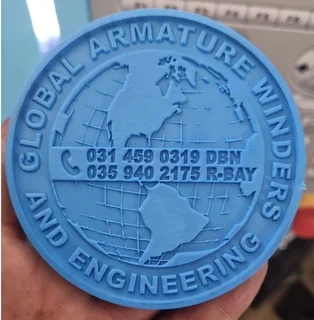 GLOBAL ARMATURE WINDERS
031 459 0319 DBN
035 940 2175 R-BAY
AND ENGINEERING